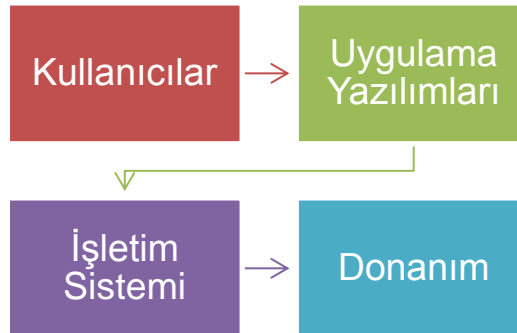 Kullanıcılar
Uygulama
Yazılımları
İşletim
Sistemi
Donanım